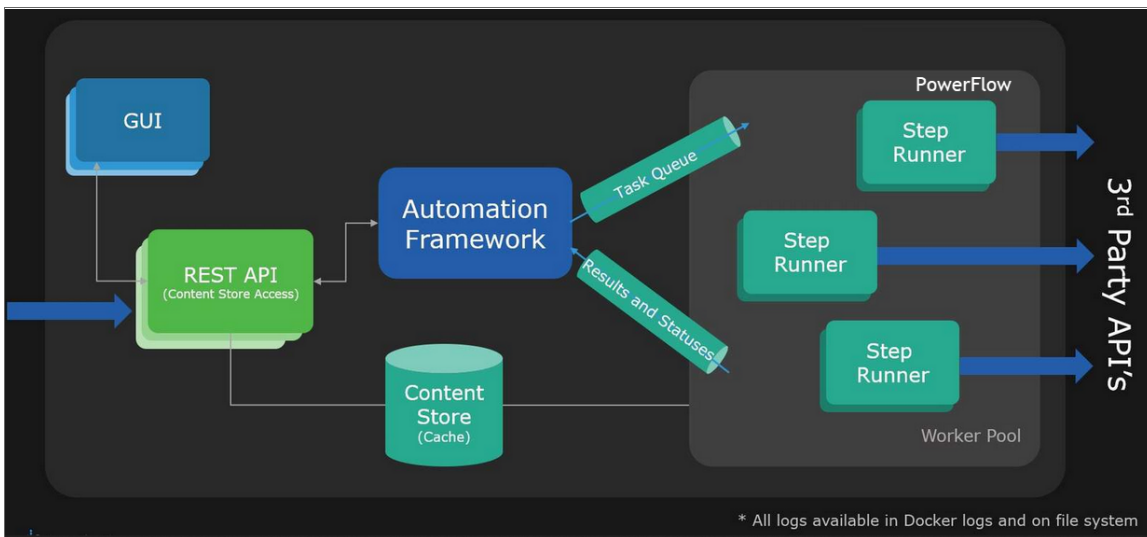 PowerFlow
GUI
Step
Runner
Task Queue
Automation
Framework
3rd Party API's
Step
Runner
REST API
(Content Store Access)
Results and Statuses
Step
Runner
Content
Store
(Cache)
Worker Pool
* All logs available in Docker logs and on file system